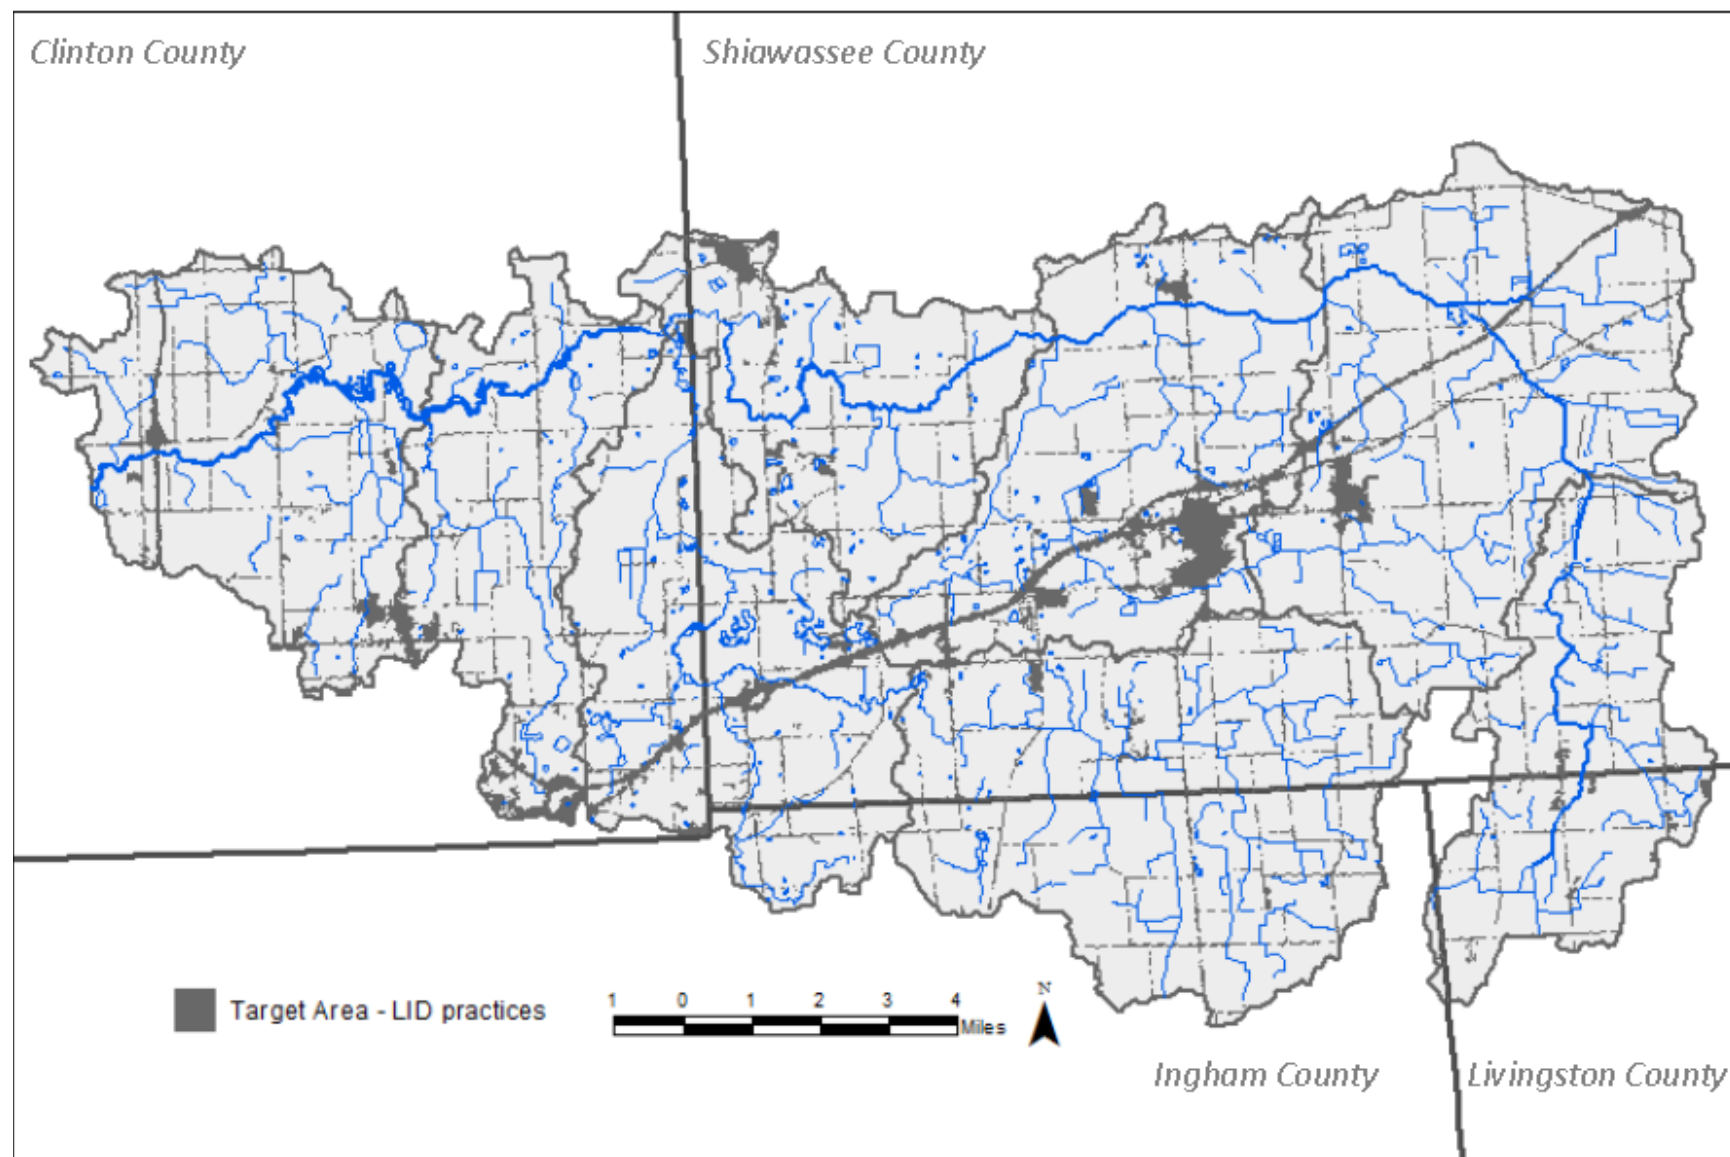 Clinton County
Shiawassee County
Target Area - LID practices
1 0 1 2 3 4
Miles
N
Ingham County
Livingston County